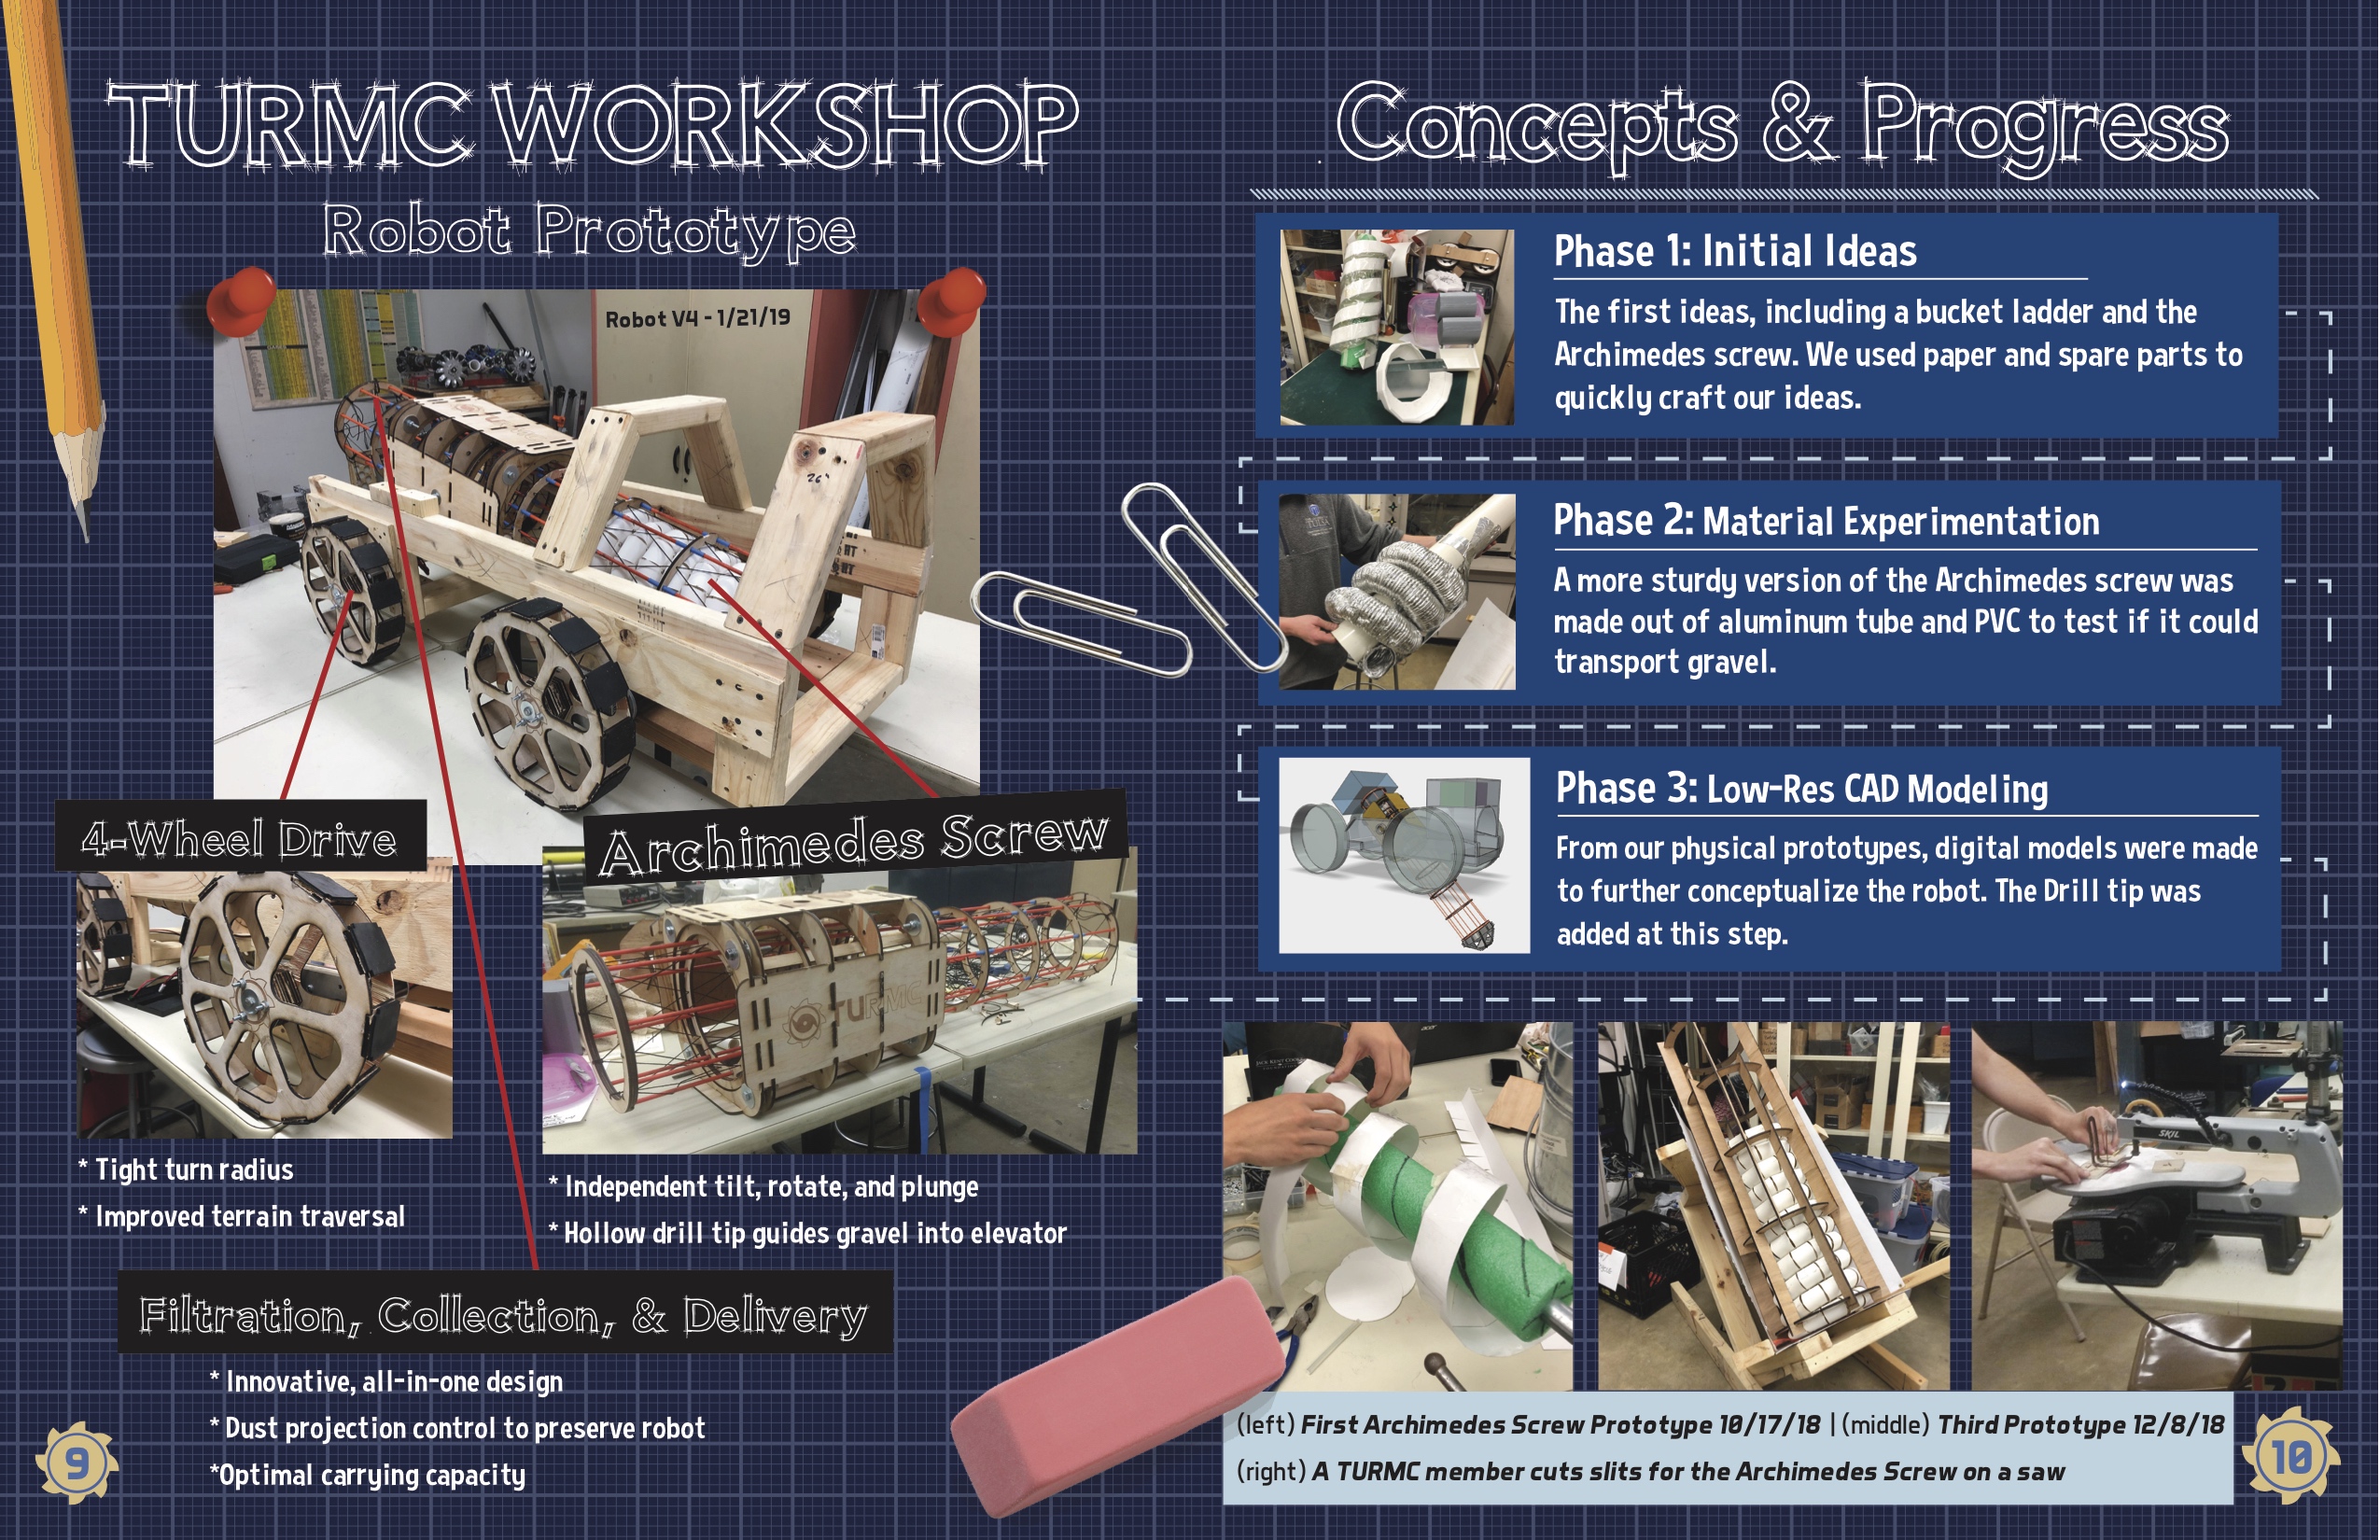 TURMC WORKSHOP
Robot Prototype
Robot V4 - 1/21/19
26"
4-Wheel Drive
* Tight turn radius
* Improved terrain traversal
Archimedes Screw
TURMC
* Independent tilt, rotate, and plunge
* Hollow drill tip guides gravel into elevator
Filtration, Collection, & Delivery
* Innovative, all-in-one design
* Dust projection control to preserve robot
*Optimal carrying capacity
9
Concepts & Progress
Phase 1: Initial Ideas
The first ideas, including a bucket ladder and the
Archimedes screw. We used paper and spare parts to
quickly craft our ideas.
Phase 2: Material Experimentation
A more sturdy version of the Archimedes screw was
made out of aluminum tube and PVC to test if it could
transport gravel.
Phase 3: Low-Res CAD Modeling
From our physical prototypes, digital models were made
to further conceptualize the robot. The Drill tip was
added at this step.
JACK KENT COOKE
SKIL
(left) First Archimedes Screw Prototype 10/17/18 | (middle) Third Prototype 12/8/18
(right) A TURMC member cuts slits for the Archimedes Screw on a saw
10